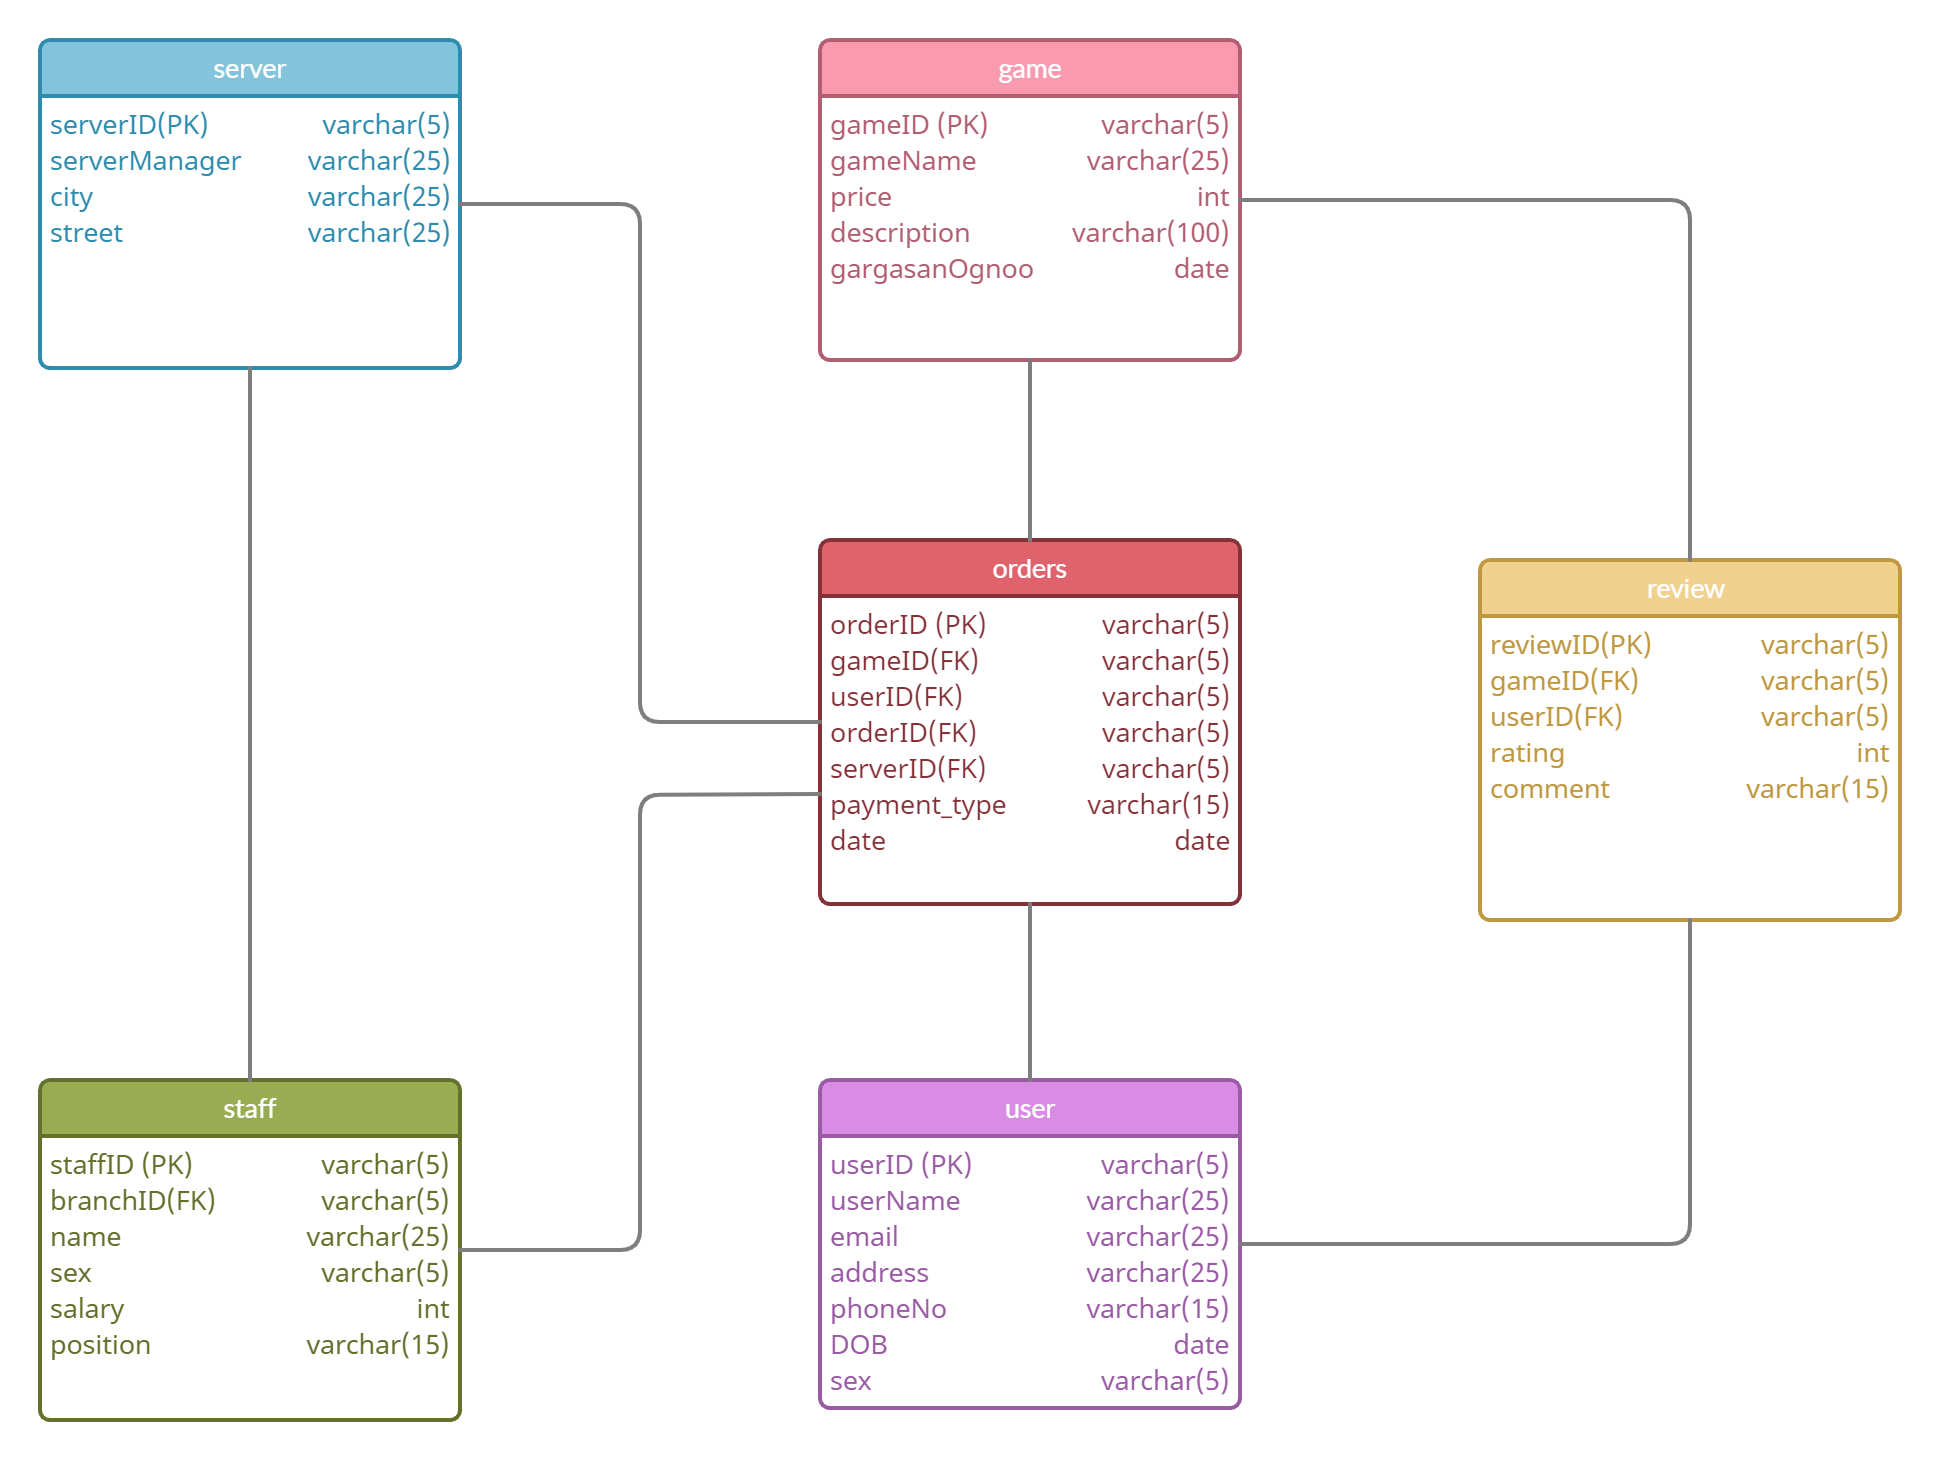 server
serverID(PK) varchar(5)
serverManager varchar(25)
city varchar(25)
street varchar(25)
game
gameID (PK) varchar(5)
gameName varchar(25)
price int
description varchar(100)
gargasanOgnoo date
orders
orderID (PK) varchar(5)
gameID(FK) varchar(5)
userID(FK) varchar(5)
orderID(FK) varchar(5)
serverID(FK) varchar(5)
payment_type varchar(15)
date date
review
reviewID(PK) varchar(5)
gameID(FK) varchar(5)
userID(FK) varchar(5)
rating int
comment varchar(15)
staff
staffID (PK) varchar(5)
branchID(FK) varchar(5)
name varchar(25)
sex varchar(5)
salary int
position varchar(15)
user
userID (PK) varchar(5)
userName varchar(25)
email varchar(25)
address varchar(25)
phoneNo varchar(15)
DOB date
sex varchar(5)